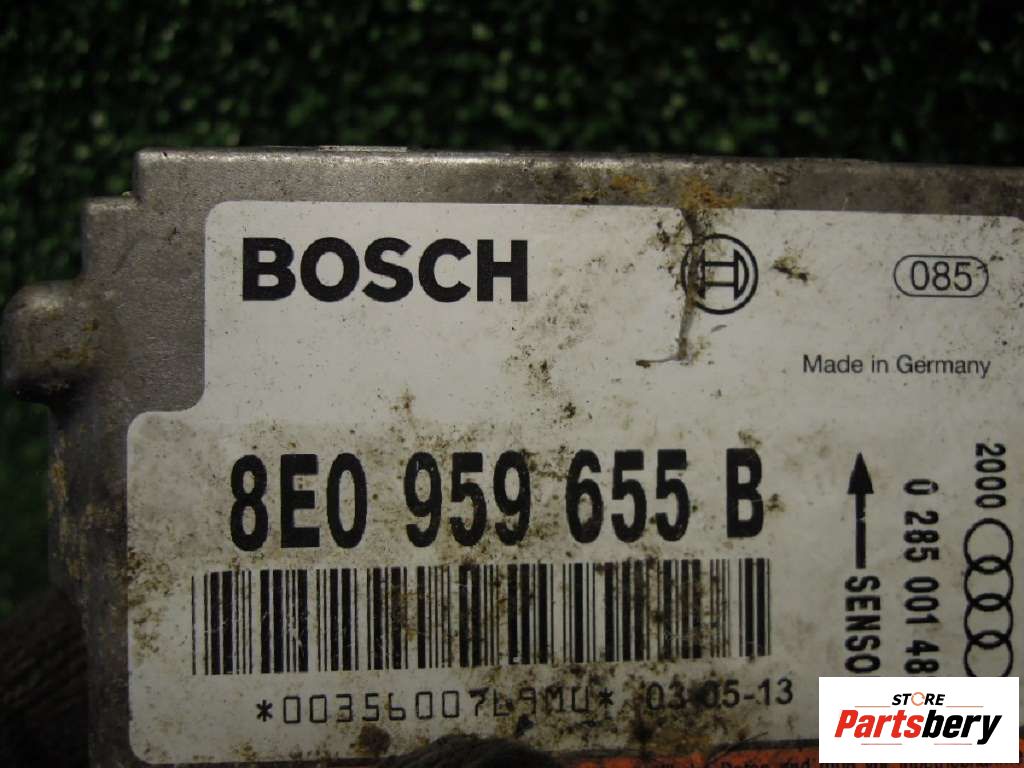 BOSCH
085
Made in Germany
8E0 959 655 B
2000
0 285 001 48
SENSO
03-05-13
STORE
Partsbery